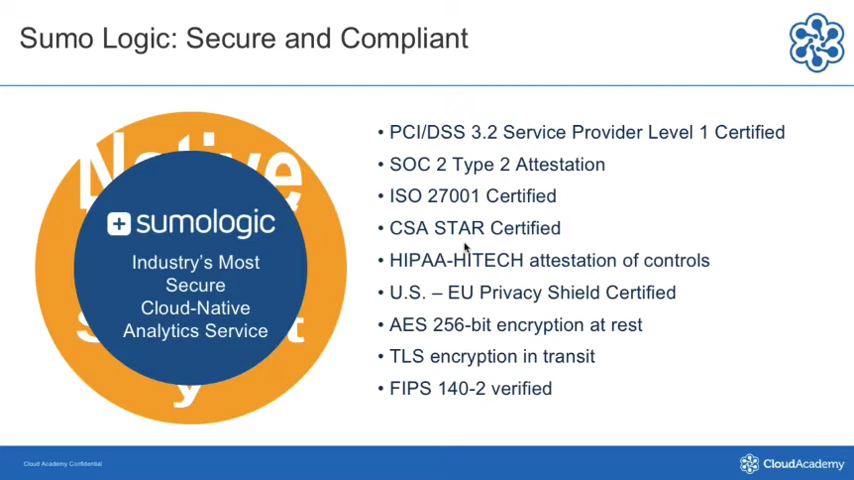 Sumo Logic: Secure and Compliant
Native
sumologic
Industry's Most
Secure
Cloud-Native
Analytics Service
• PCI/DSS 3.2 Service Provider Level 1 Certified
• SOC 2 Type 2 Attestation
• ISO 27001 Certified
• CSA STAR Certified
• HIPAA-HITECH attestation of controls
• U.S. – EU Privacy Shield Certified
• AES 256-bit encryption at rest
• TLS encryption in transit
• FIPS 140-2 verified
Cloud Academy Confidential
CloudAcademy